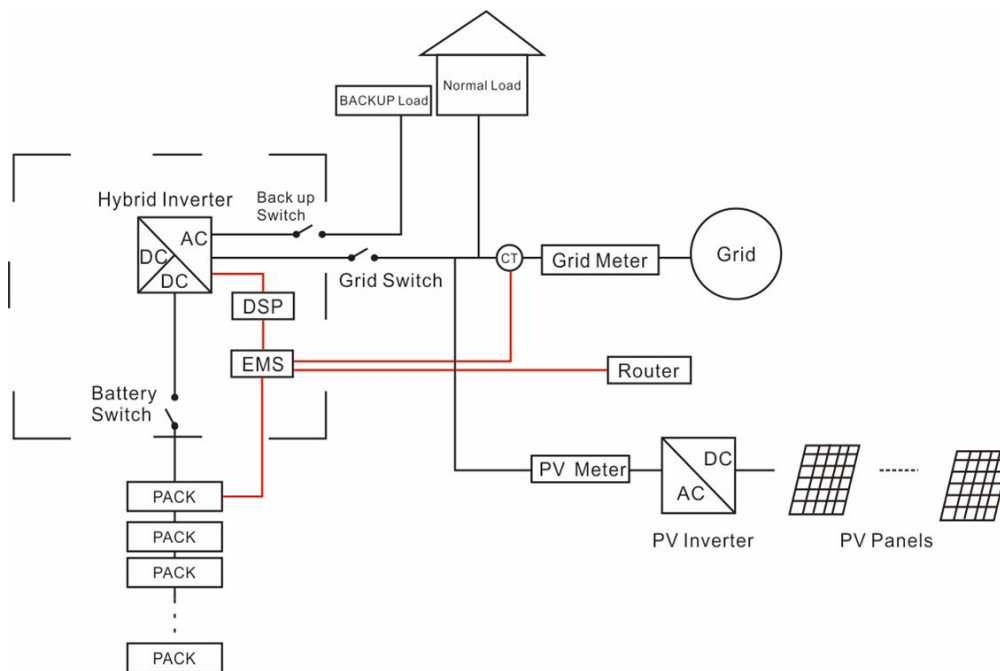 Normal Load
BACKUP Load
Hybrid Inverter
Back up
Switch
AC
DC
DC
Grid Switch
CT
Grid Meter
Grid
DSP
EMS
Router
Battery
Switch
PV Meter
DC
AC
PV Inverter
PV Panels
PACK
PACK
PACK
PACK